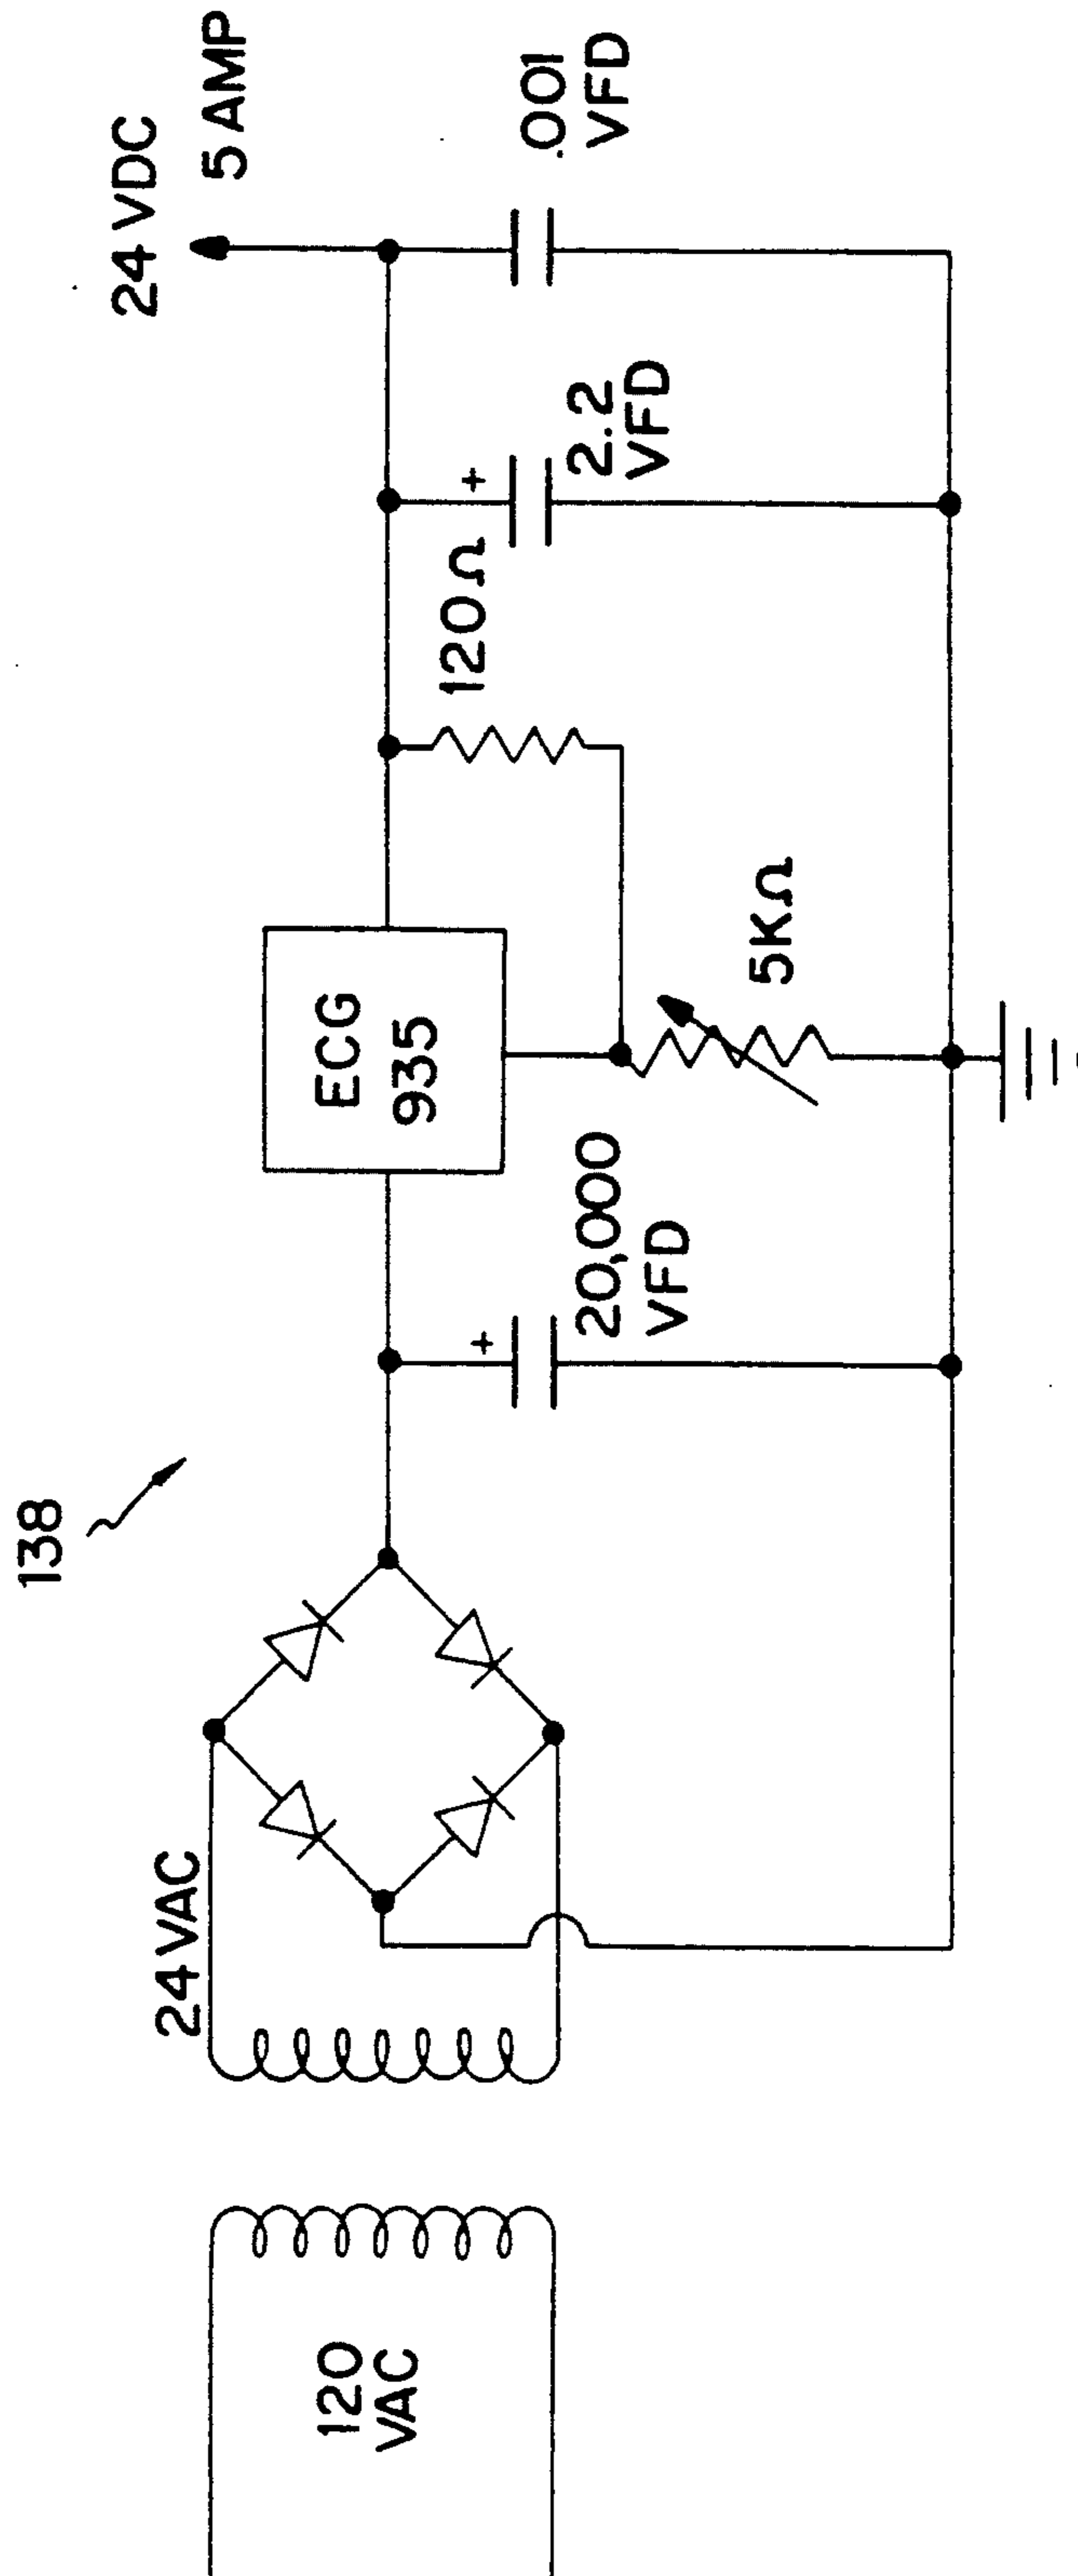 138
120
VAC
24 VAC
20,000
VFD
+
ECG
935
5KΩ
120Ω
2.2
VFD
+
24 VDC
5 AMP
.001
VFD